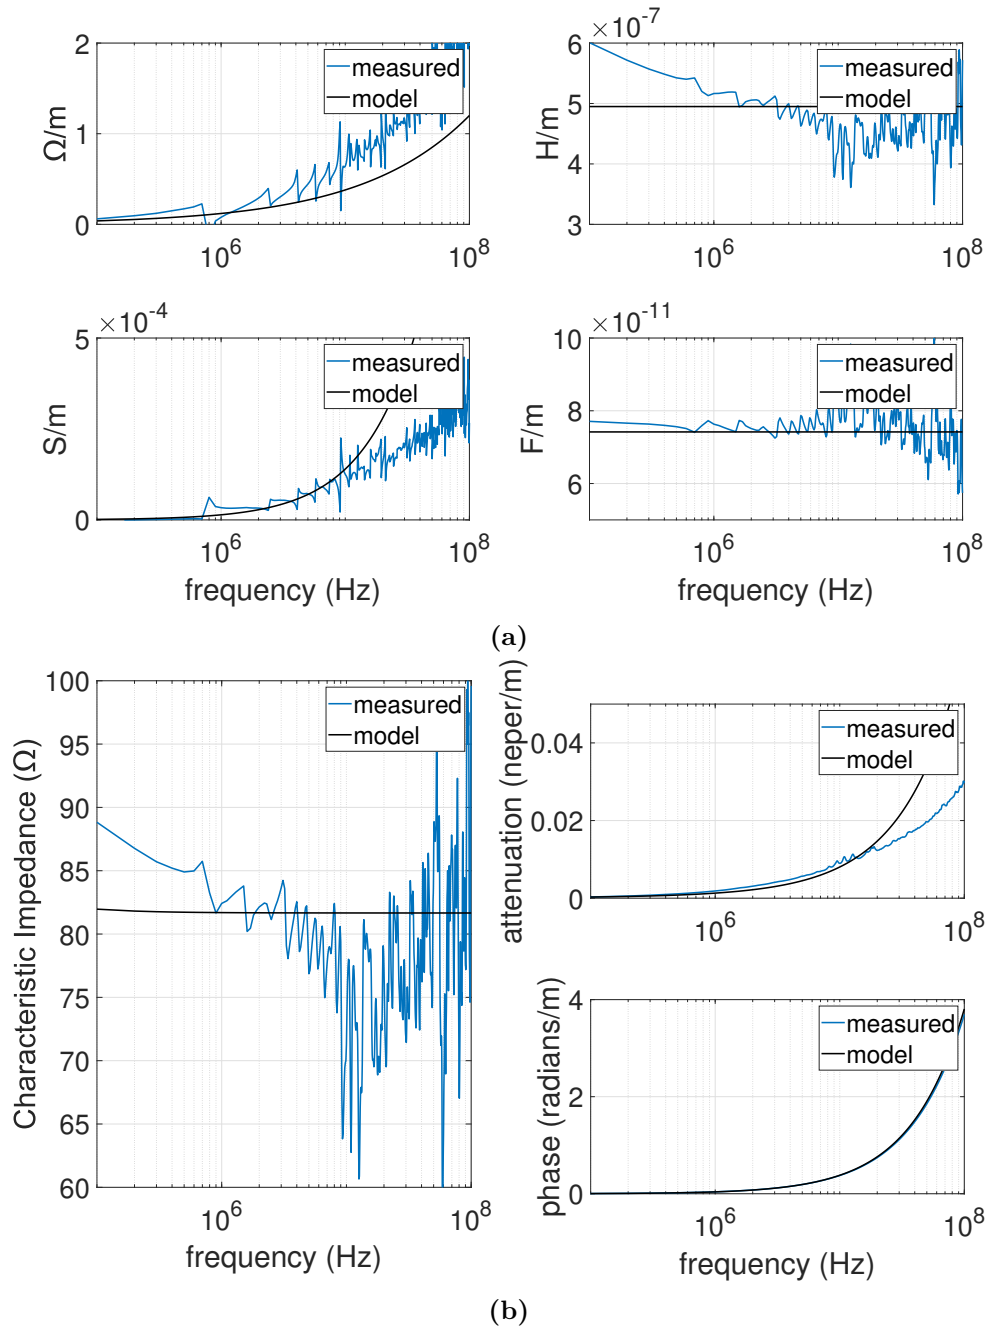 2
1
0
Ω/m
10^6
10^8
measured
model
×10^-7
6
5
4
3
H/m
10^6
10^8
measured
model
×10^-4
5
0
S/m
10^6
10^8
frequency (Hz)
measured
model
×10^-11
10
8
6
F/m
10^6
10^8
frequency (Hz)
measured
model
(a)
100
95
90
85
80
75
70
65
60
Characteristic Impedance (Ω)
10^6
10^8
frequency (Hz)
measured
model
0.04
0.02
0
attenuation (neper/m)
10^6
10^8
measured
model
4
2
0
phase (radians/m)
10^6
10^8
frequency (Hz)
measured
model
(b)